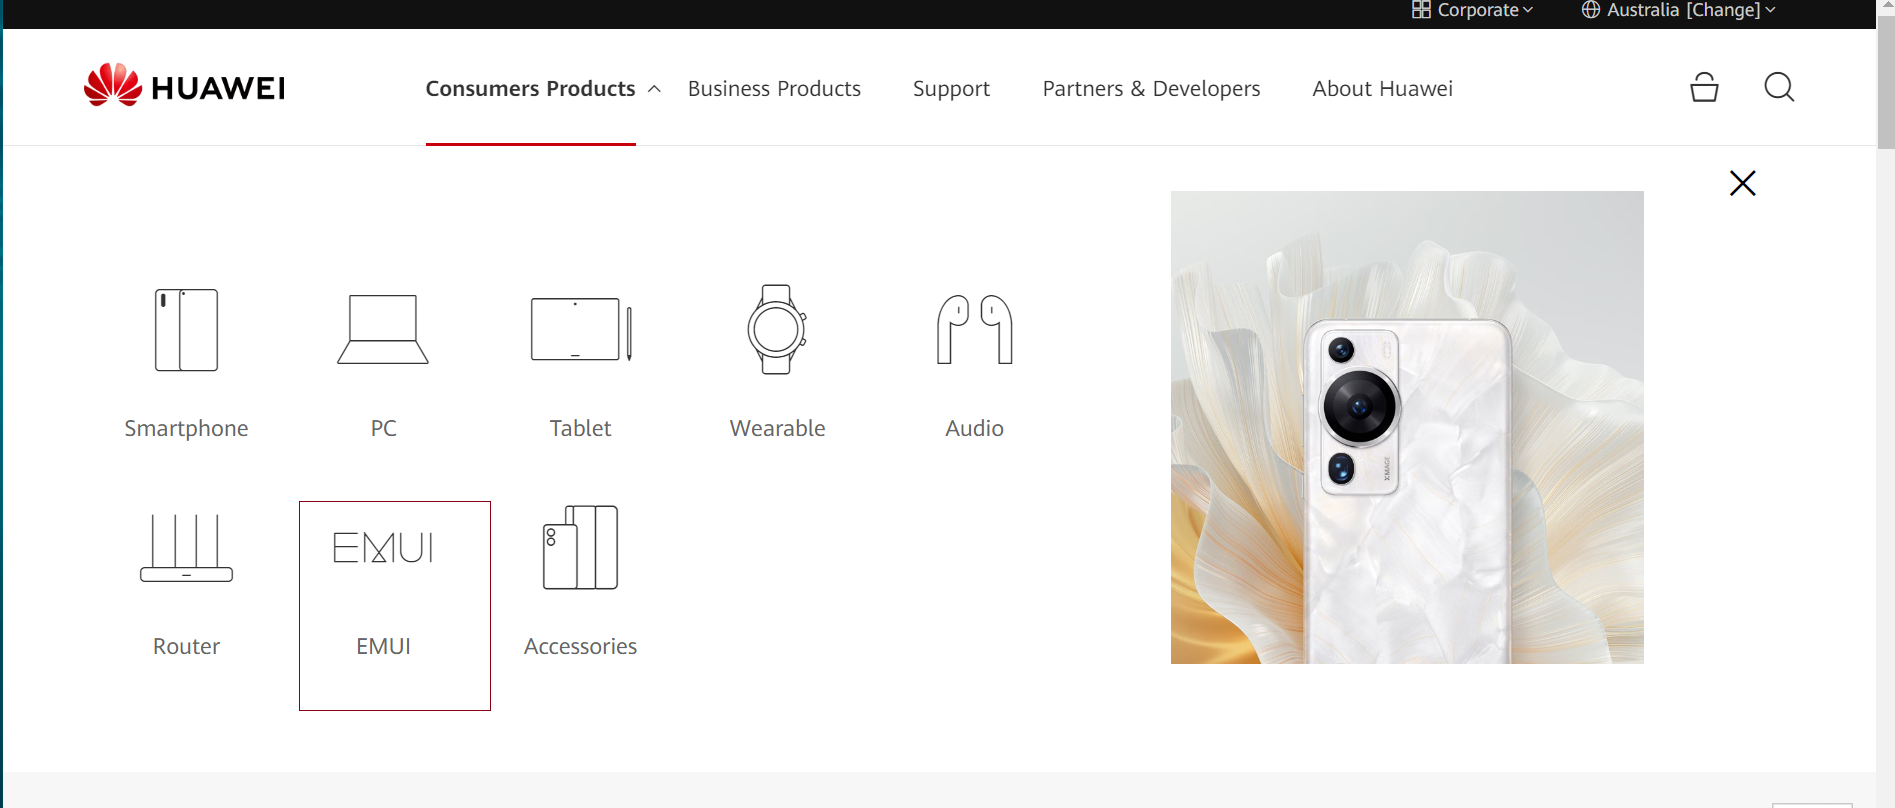 Corporate Australia [Change]
HUAWEI Consumers Products Business Products Support Partners & Developers About Huawei
Smartphone PC Tablet Wearable Audio
EMUI
Router EMUI Accessories
XMAGE